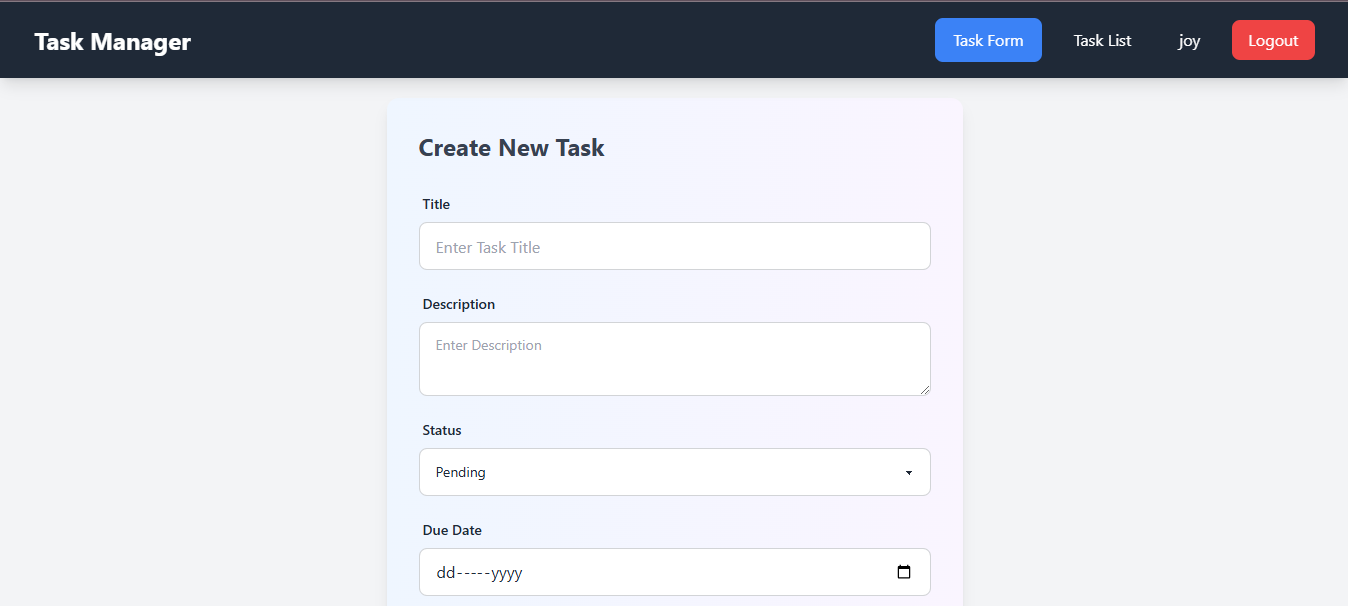 Task Manager
Task Form
Task List
joy
Logout
Create New Task
Title
Enter Task Title
Description
Enter Description
Status
Pending
Due Date
dd-----yyyy